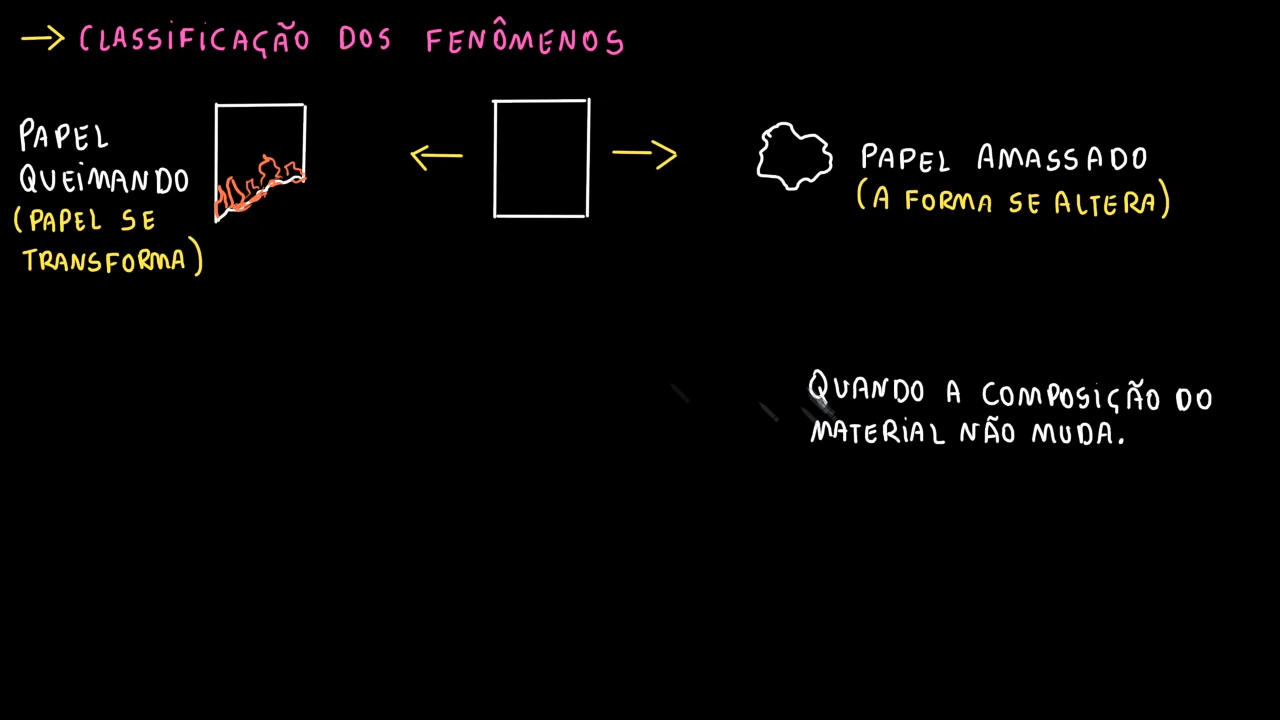 → CLASSIFICAÇÃO DOS FENÔMENOS
PAPEL
QUEIMANDO
(PAPEL SE
TRANSFORMA)
PAPEL AMASSADO
(A FORMA SE ALTERA)
QUANDO A COMPOSIÇÃO DO
MATERIAL NÃO MUDA.